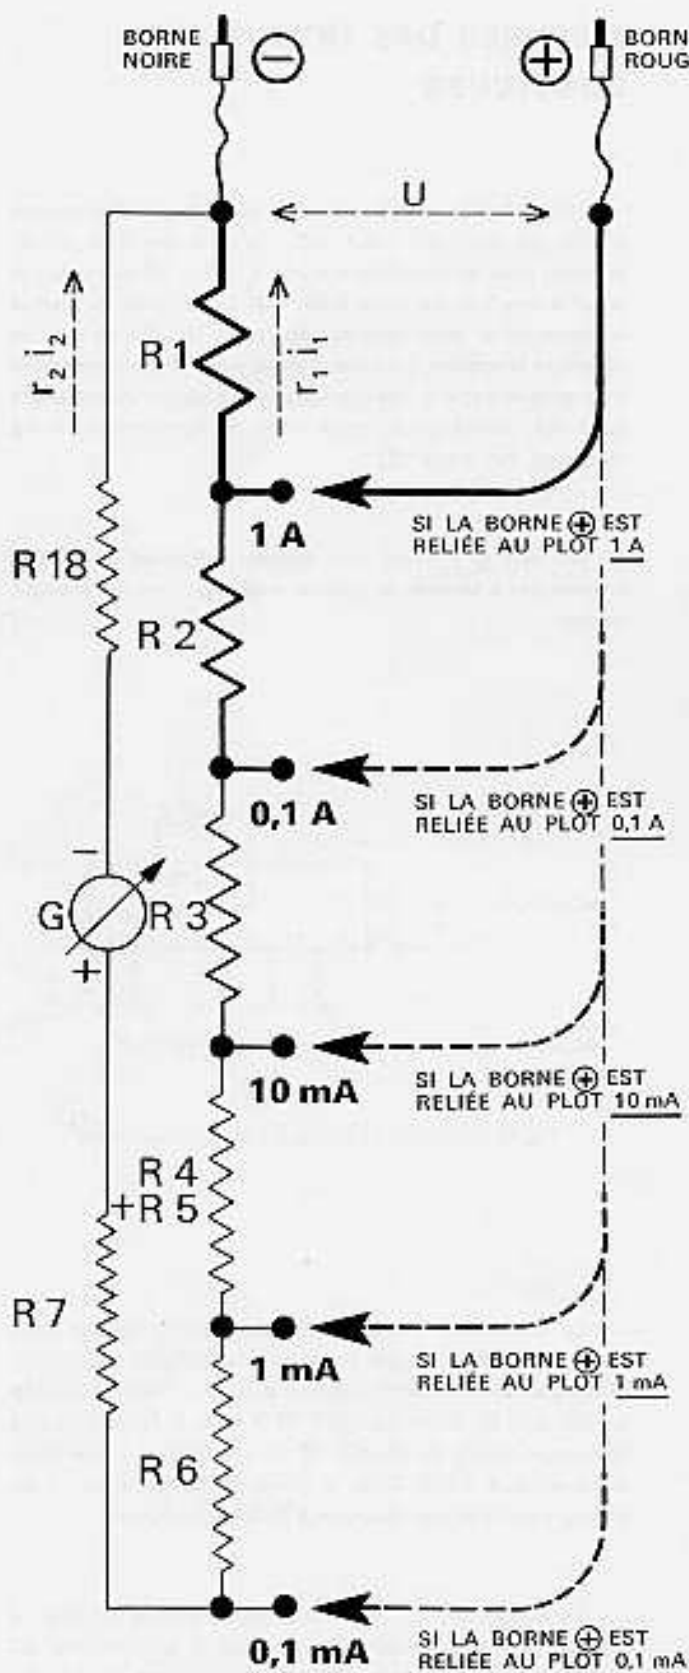 BORNE
NOIRE
−
+
BORN
ROUG
U
r₂ i₂
R 1
r₁ i₁
1 A
SI LA BORNE ⊕ EST
RELIÉE AU PLOT 1 A
R 18
R 2
0,1 A
SI LA BORNE ⊕ EST
RELIÉE AU PLOT 0,1 A
−
G
R 3
+
10 mA
SI LA BORNE ⊕ EST
RELIÉE AU PLOT 10 mA
R 4
+R 5
R 7
1 mA
SI LA BORNE ⊕ EST
RELIÉE AU PLOT 1 mA
R 6
0,1 mA
SI LA BORNE ⊕ EST
RELIÉE AU PLOT 0,1 mA